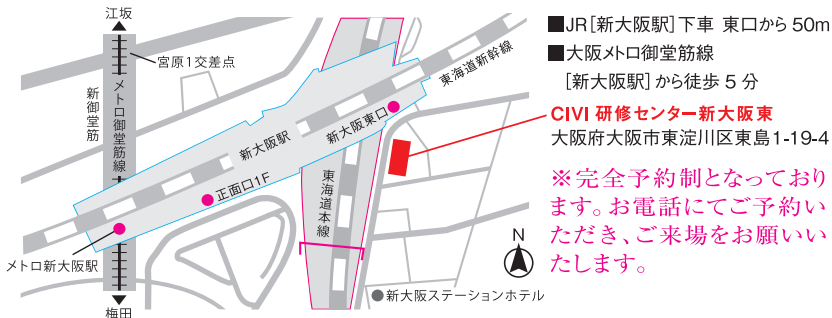 江坂
宮原1交差点
新御堂筋
メトロ御堂筋線
新大阪駅
新大阪東口
東海道新幹線
正面口1F
東海道本線
メトロ新大阪駅
梅田
新大阪ステーションホテル
N
■JR[新大阪駅]下車 東口から50m
■大阪メトロ御堂筋線
[新大阪駅]から徒歩 5 分
CIVI 研修センター新大阪東
大阪府大阪市東淀川区東島1-19-4
※完全予約制となっており
ます。お電話にてご予約い
ただき、ご来場をお願いい
たします。